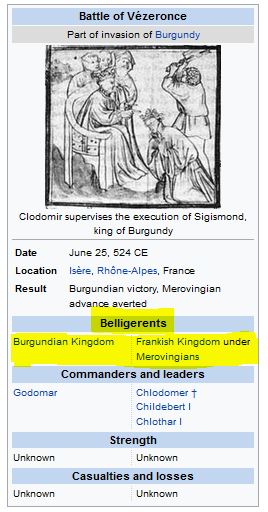 Battle of Vézeronce
Part of invasion of Burgundy
Clodomir supervises the execution of Sigismond,
king of Burgundy
Date June 25, 524 CE
Location Isère, Rhône-Alpes, France
Result Burgundian victory, Merovingian
advance averted
Belligerents
Burgundian Kingdom Frankish Kingdom under
Merovingians
Commanders and leaders
Godomar Chlodomer †
Childebert I
Chlothar I
Strength
Unknown Unknown
Casualties and losses
Unknown Unknown